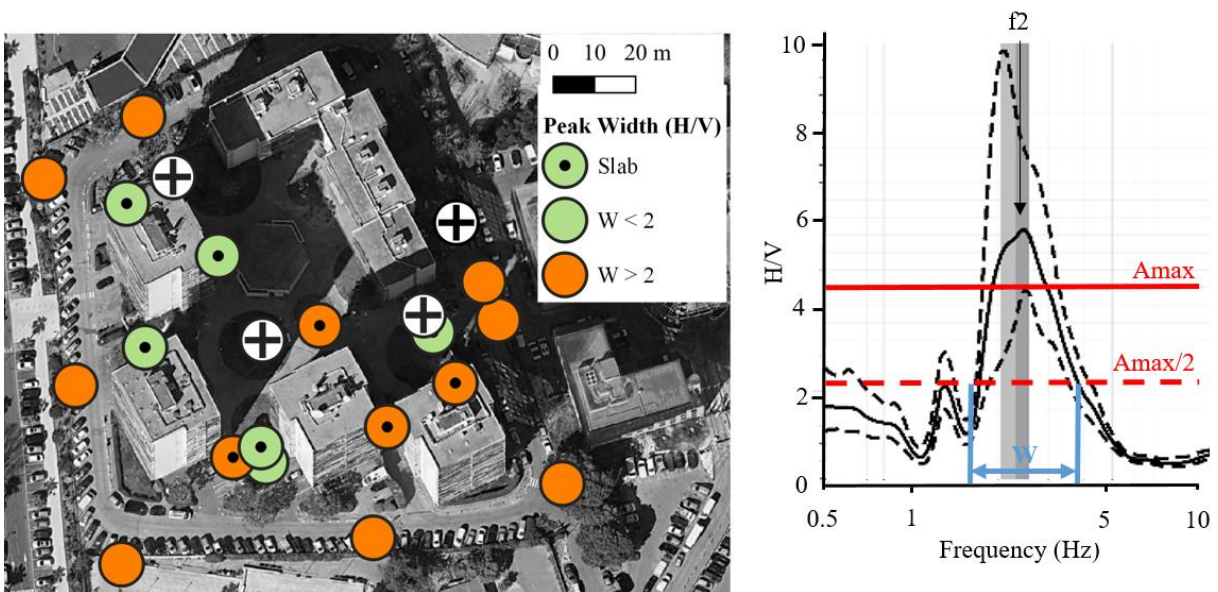 0 10 20 m
Peak Width (H/V)
Slab
W < 2
W > 2
f2
10
8
6
4
2
0
H/V
Amax
Amax/2
W
0.5 1 5 10
Frequency (Hz)